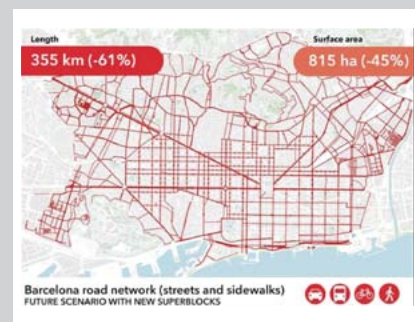 Length
355 km (-61%)
Surface area
815 ha (-45%)
Barcelona road network (streets and sidewalks)
FUTURE SCENARIO WITH NEW SUPERBLOCKS